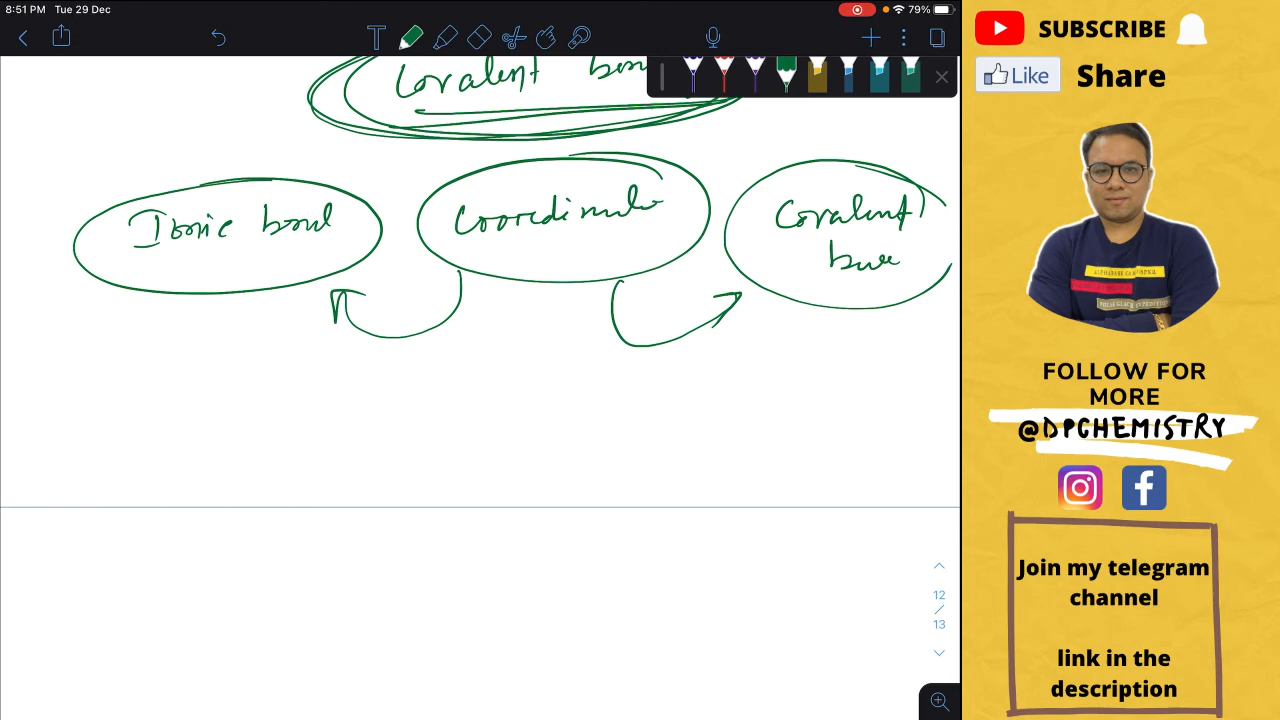 8:51 PM Tue 29 Dec
79%
Covalent bon
Ionic bond
Coordinate
Covalent
12
13
SUBSCRIBE
Like
Share
FOLLOW FOR
MORE
@DPCHEMISTRY
Join my telegram
channel
link in the
description